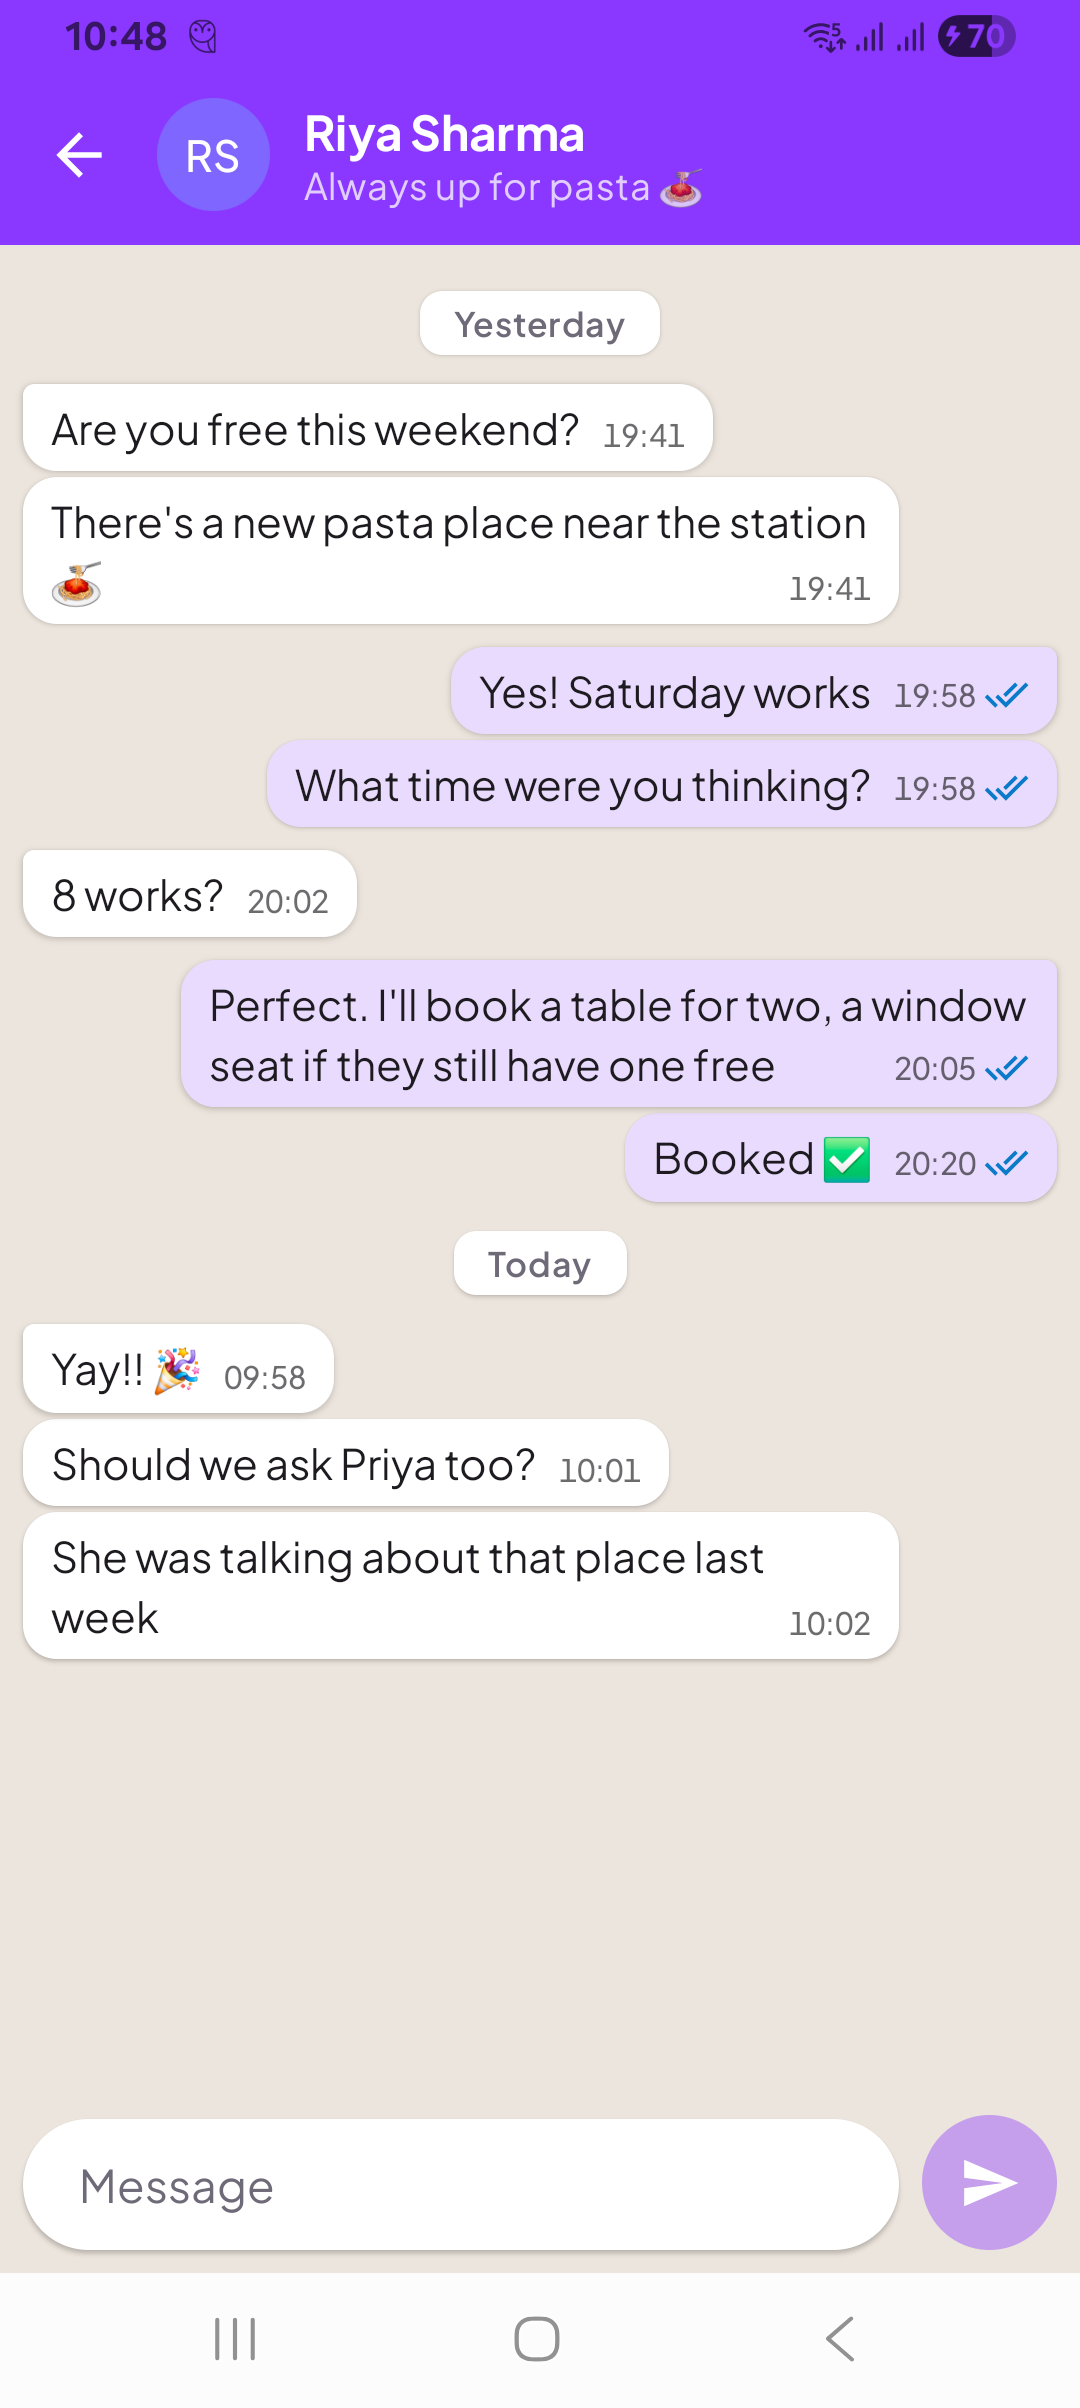 10:48
5
70
RS
Riya Sharma
Always up for pasta 🍝
Yesterday
Are you free this weekend? 19:41
There's a new pasta place near the station
🍝 19:41
Yes! Saturday works 19:58
What time were you thinking? 19:58
8 works? 20:02
Perfect. I'll book a table for two, a window
seat if they still have one free 20:05
Booked ✅ 20:20
Today
Yay!! 🎉 09:58
Should we ask Priya too? 10:01
She was talking about that place last
week 10:02
Message